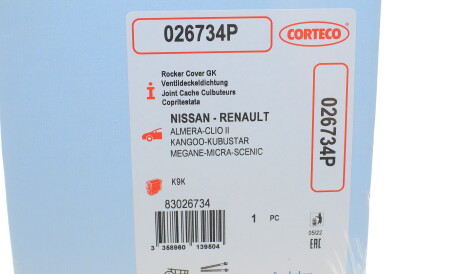 026734P
CORTECO
Rocker Cover GK
Ventildeckeldichtung
Joint Cache Culbuteurs
Copritestata
NISSAN - RENAULT
ALMERA-CLIO II
KANGOO-KUBUSTAR
MEGANE-MICRA-SCENIC
K9K
83026734
1 PC
05/22
EAC
3 358960 139504
026734P